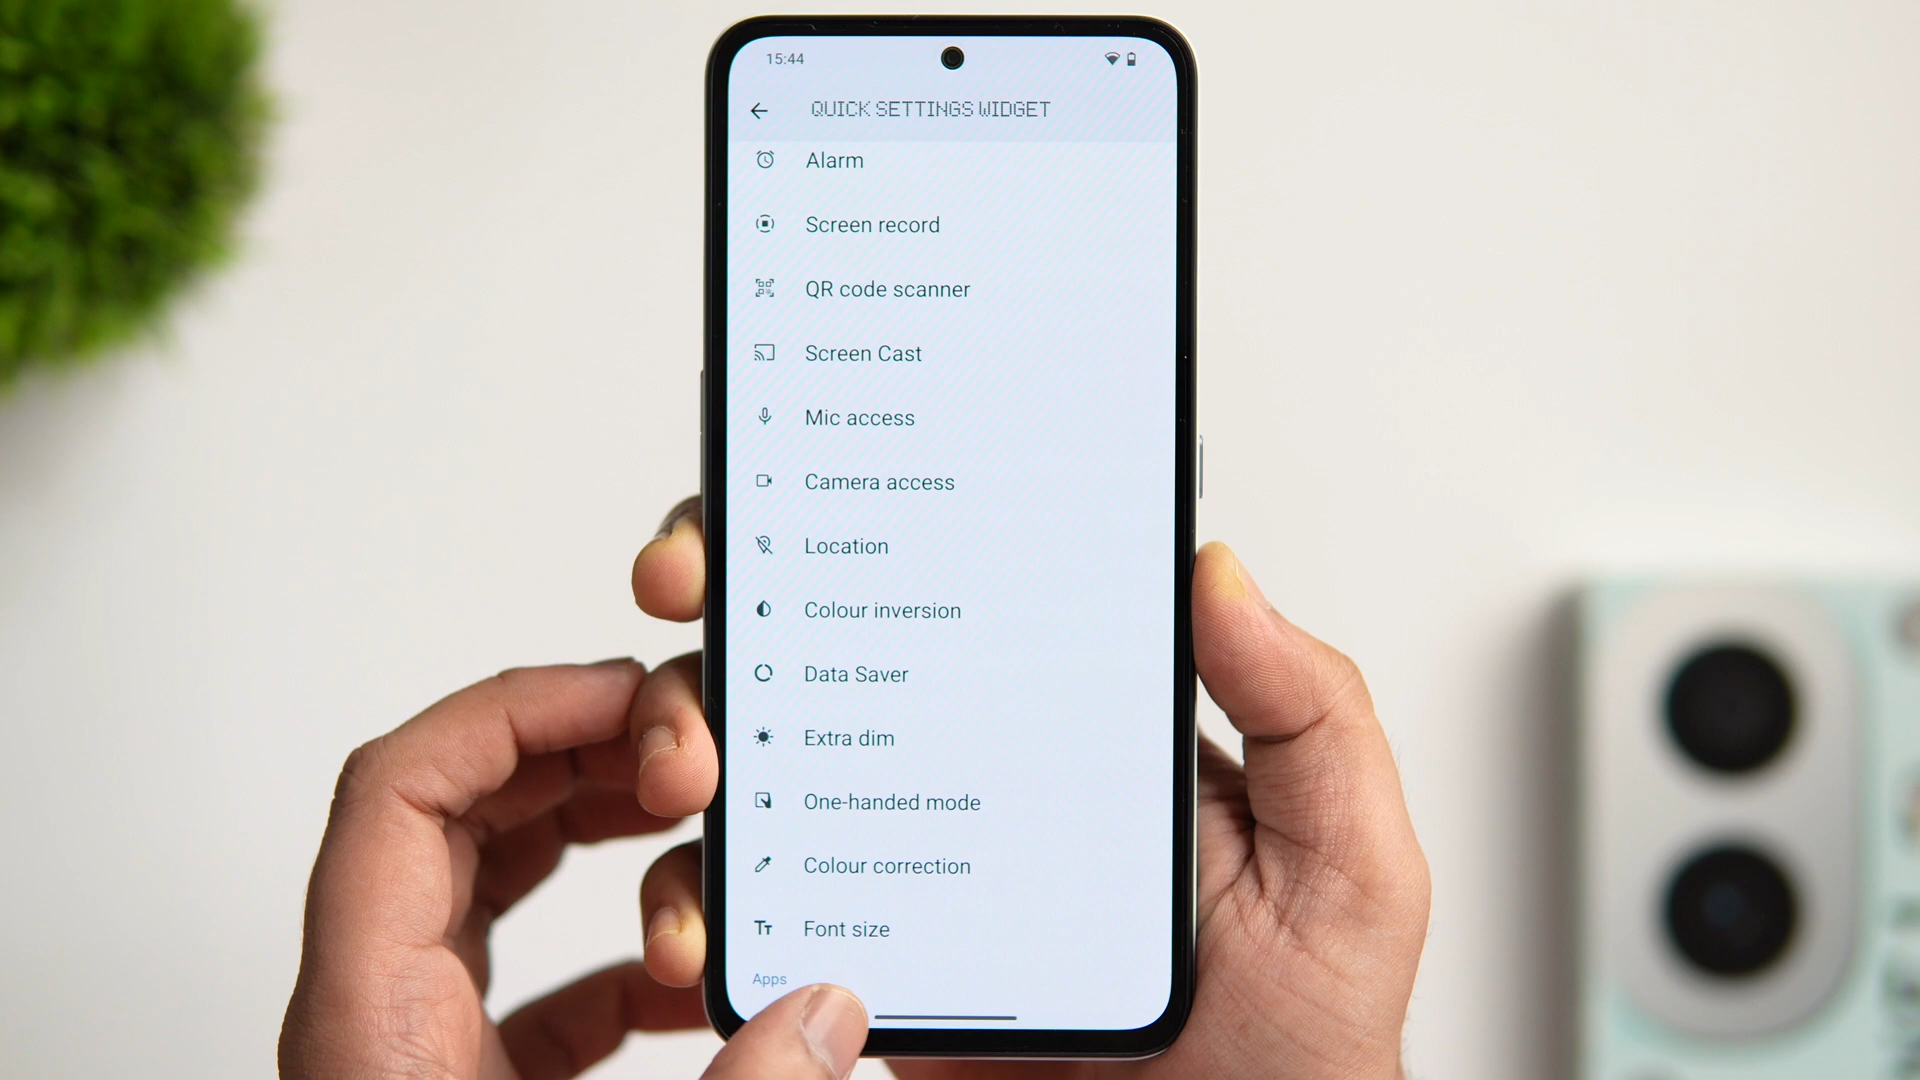 15:44
QUICK SETTINGS WIDGET
Alarm
Screen record
QR code scanner
Screen Cast
Mic access
Camera access
Location
Colour inversion
Data Saver
Extra dim
One-handed mode
Colour correction
Tт Font size
Apps